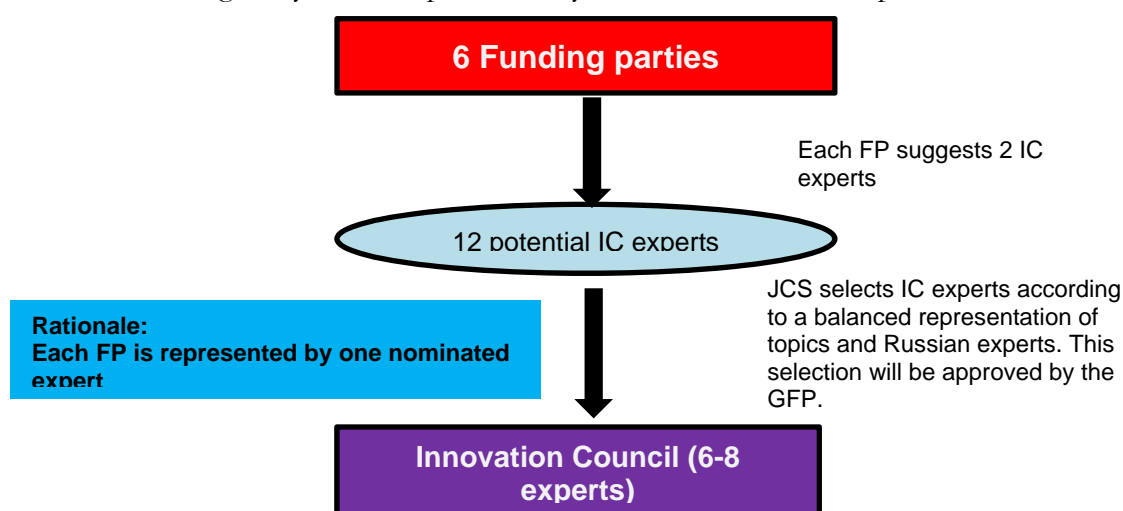 6 Funding parties
Each FP suggests 2 IC
experts
12 potential IC experts
JCS selects IC experts according
to a balanced representation of
topics and Russian experts. This
selection will be approved by the
GFP.
Rationale:
Each FP is represented by one nominated
expert
Innovation Council (6-8
experts)